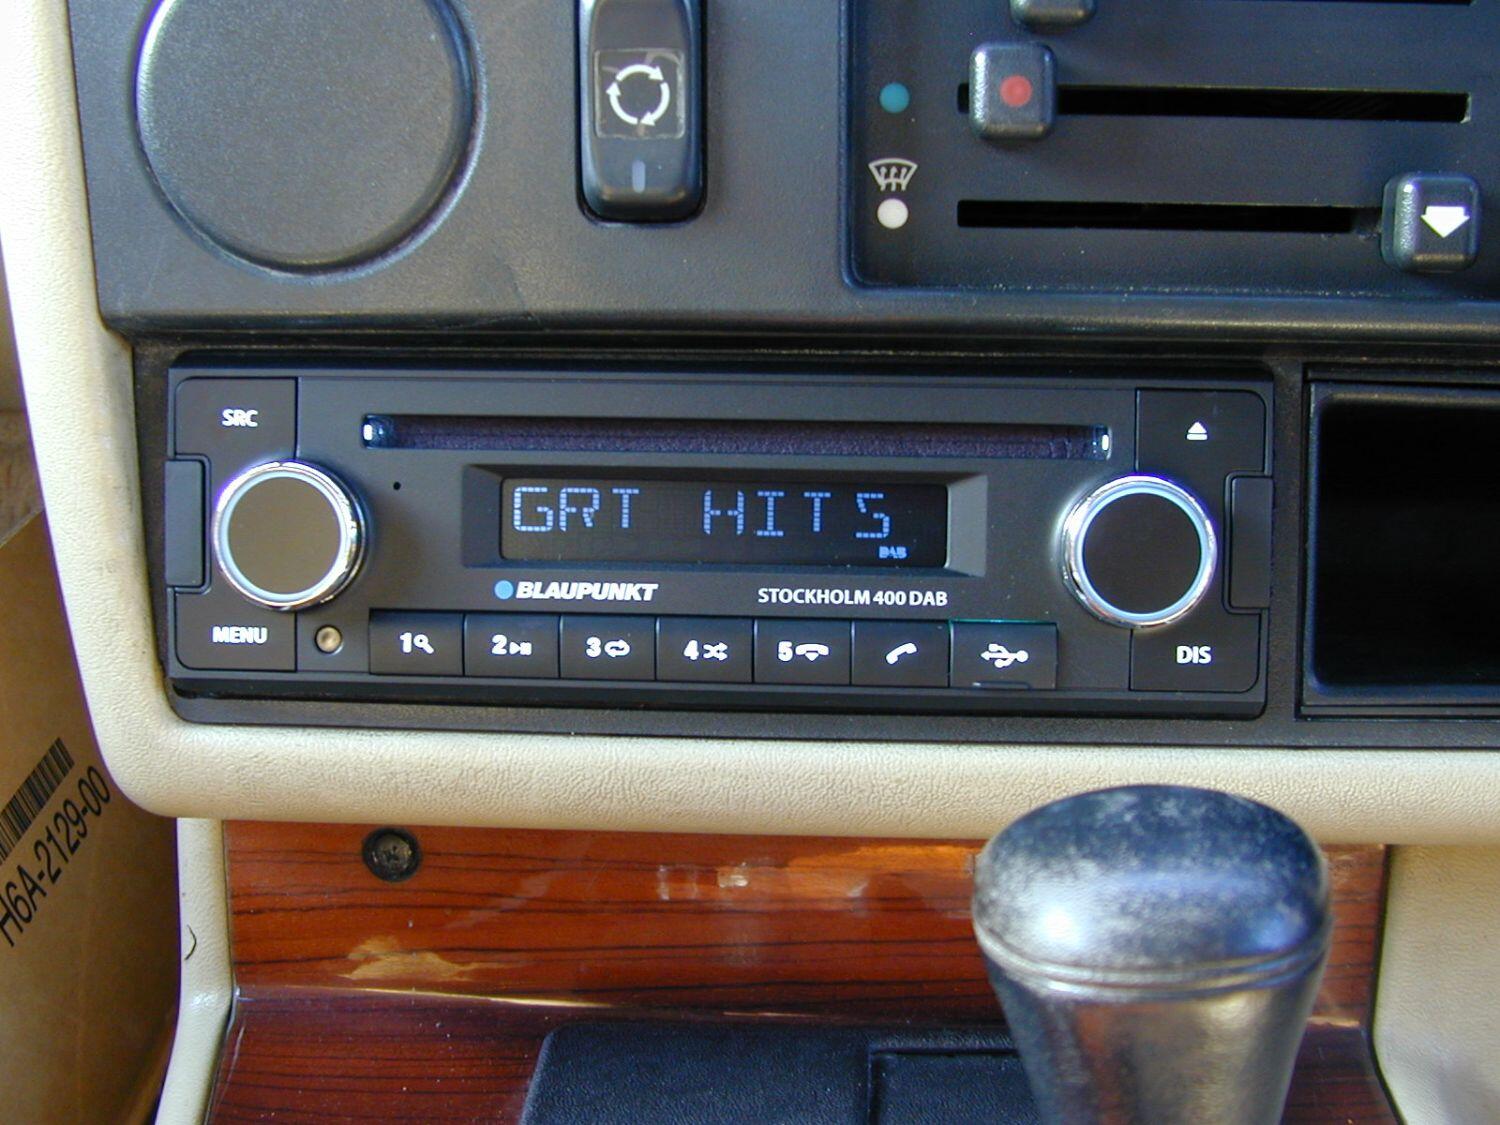 SRC
GRT HITS
DAB
BLAUPUNKT
STOCKHOLM 400 DAB
MENU
1
2
3
4
5
DIS
H6A-2129-00